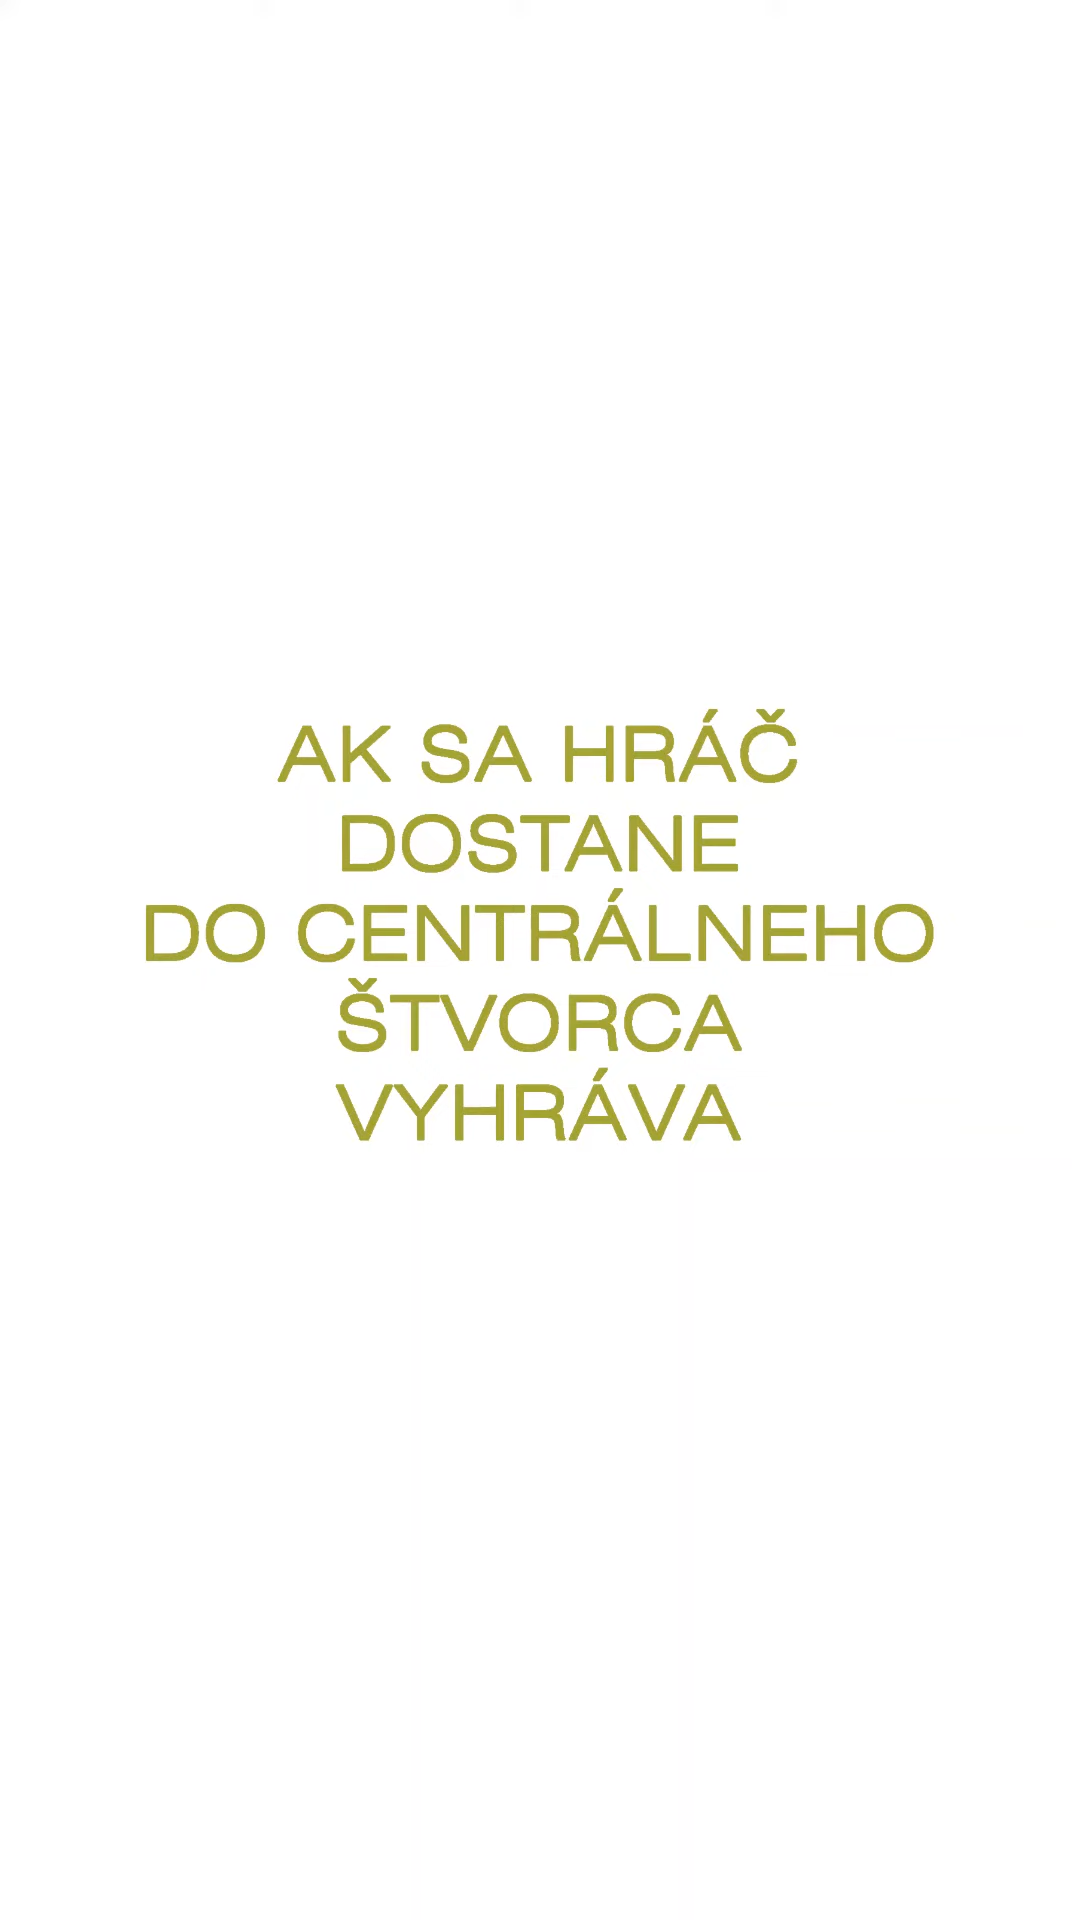 AK SA HRÁČ
DOSTANE
DO CENTRÁLNEHO
ŠTVORCA
VYHRÁVA